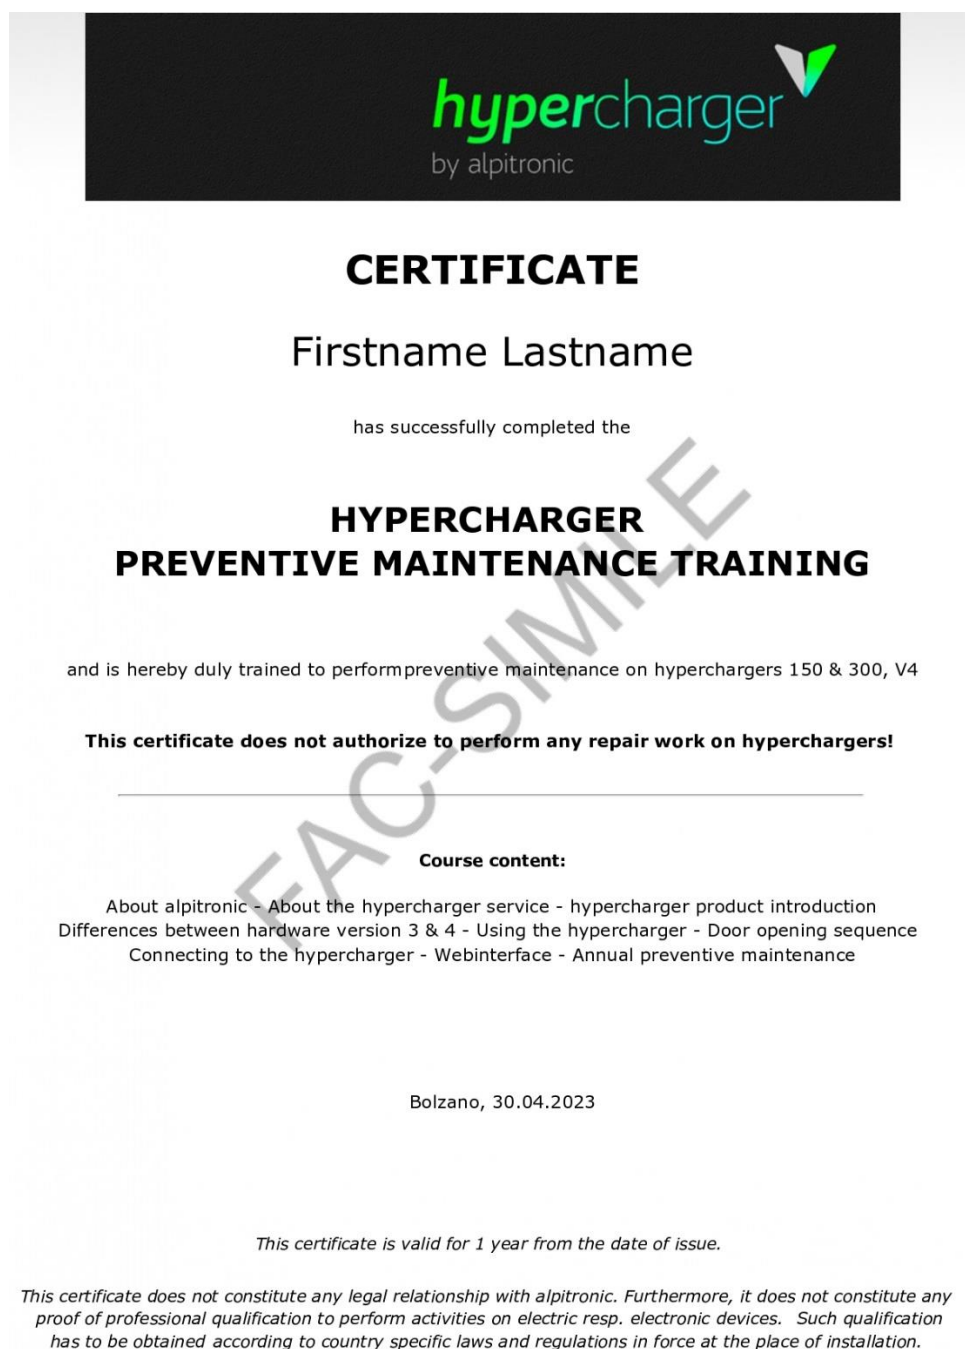 hypercharger
by alpitronic
CERTIFICATE
Firstname Lastname
has successfully completed the
HYPERCHARGER
PREVENTIVE MAINTENANCE TRAINING
and is hereby duly trained to performpreventive maintenance on hyperchargers 150 & 300, V4
This certificate does not authorize to perform any repair work on hyperchargers!
FAC-SIMILE
Course content:
About alpitronic - About the hypercharger service - hypercharger product introduction
Differences between hardware version 3 & 4 - Using the hypercharger - Door opening sequence
Connecting to the hypercharger - Webinterface - Annual preventive maintenance
Bolzano, 30.04.2023
This certificate is valid for 1 year from the date of issue.
This certificate does not constitute any legal relationship with alpitronic. Furthermore, it does not constitute any
proof of professional qualification to perform activities on electric resp. electronic devices.  Such qualification
has to be obtained according to country specific laws and regulations in force at the place of installation.